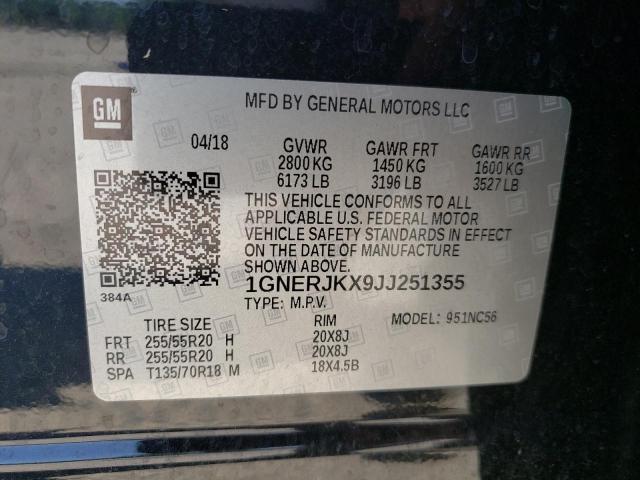 GM
®
MFD BY GENERAL MOTORS LLC
04/18
GVWR GAWR FRT GAWR RR
2800 KG 1450 KG 1600 KG
6173 LB 3196 LB 3527 LB
THIS VEHICLE CONFORMS TO ALL
APPLICABLE U.S. FEDERAL MOTOR
VEHICLE SAFETY STANDARDS IN EFFECT
ON THE DATE OF MANUFACTURE
SHOWN ABOVE.
384A
1GNERJKX9JJ251355
TYPE: M.P.V.
MODEL: 951NC56
TIRE SIZE RIM
FRT 255/55R20 H 20X8J
RR 255/55R20 H 20X8J
SPA T135/70R18 M 18X4.5B